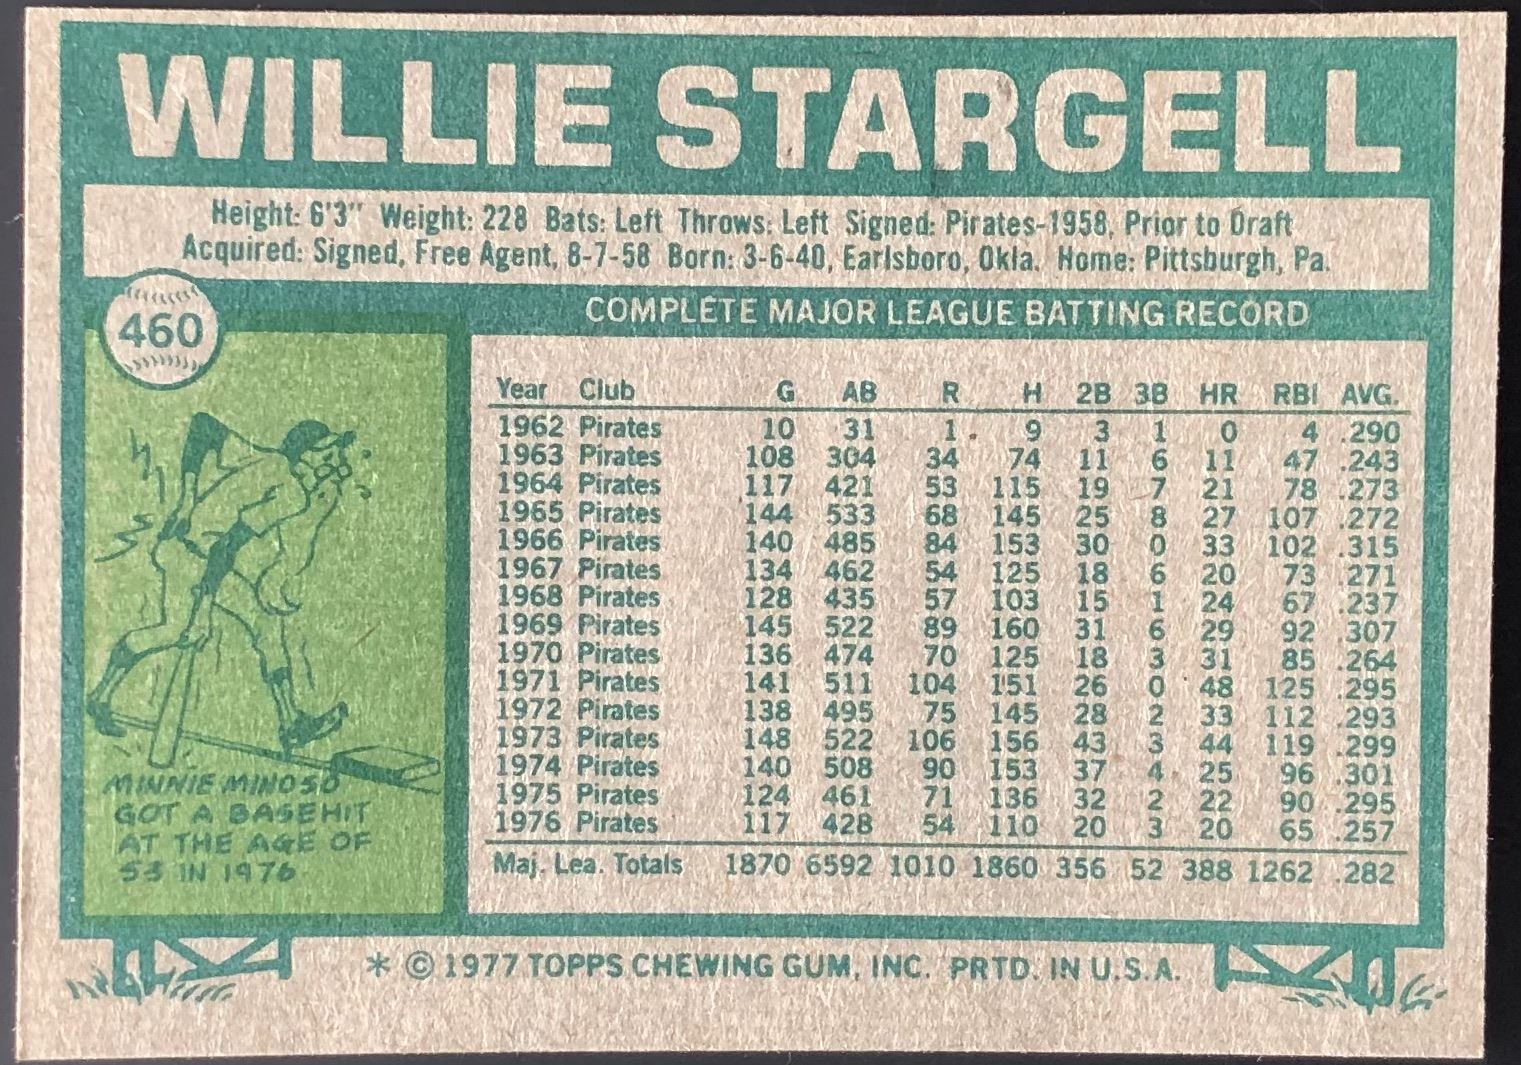 WILLIE STARGELL
Height: 6'3" Weight: 228 Bats: Left Throws: Left Signed: Pirates-1958, Prior to Draft
Acquired: Signed, Free Agent, 8-7-58 Born: 3-6-40, Earlsboro, Okla. Home: Pittsburgh, Pa.
460
COMPLETE MAJOR LEAGUE BATTING RECORD
Year Club G AB R H 2B 3B HR RBI AVG.
1962 Pirates 10 31 1 9 3 1 0 4 .290
1963 Pirates 108 304 34 74 11 6 11 47 .243
1964 Pirates 117 421 53 115 19 7 21 78 .273
1965 Pirates 144 533 68 145 25 8 27 107 .272
1966 Pirates 140 485 84 153 30 0 33 102 .315
1967 Pirates 134 462 54 125 18 6 20 73 .271
1968 Pirates 128 435 57 103 15 1 24 67 .237
1969 Pirates 145 522 89 160 31 6 29 92 .307
1970 Pirates 136 474 70 125 18 3 31 85 .264
1971 Pirates 141 511 104 151 26 0 48 125 .295
1972 Pirates 138 495 75 145 28 2 33 112 .293
1973 Pirates 148 522 106 156 43 3 44 119 .299
1974 Pirates 140 508 90 153 37 4 25 96 .301
1975 Pirates 124 461 71 136 32 2 22 90 .295
1976 Pirates 117 428 54 110 20 3 20 65 .257
Maj. Lea. Totals 1870 6592 1010 1860 356 52 388 1262 .282
MINNIE MINOSO
GOT A BASEHIT
AT THE AGE OF
53 IN 1976
* © 1977 TOPPS CHEWING GUM, INC. PRTD. IN U.S.A.